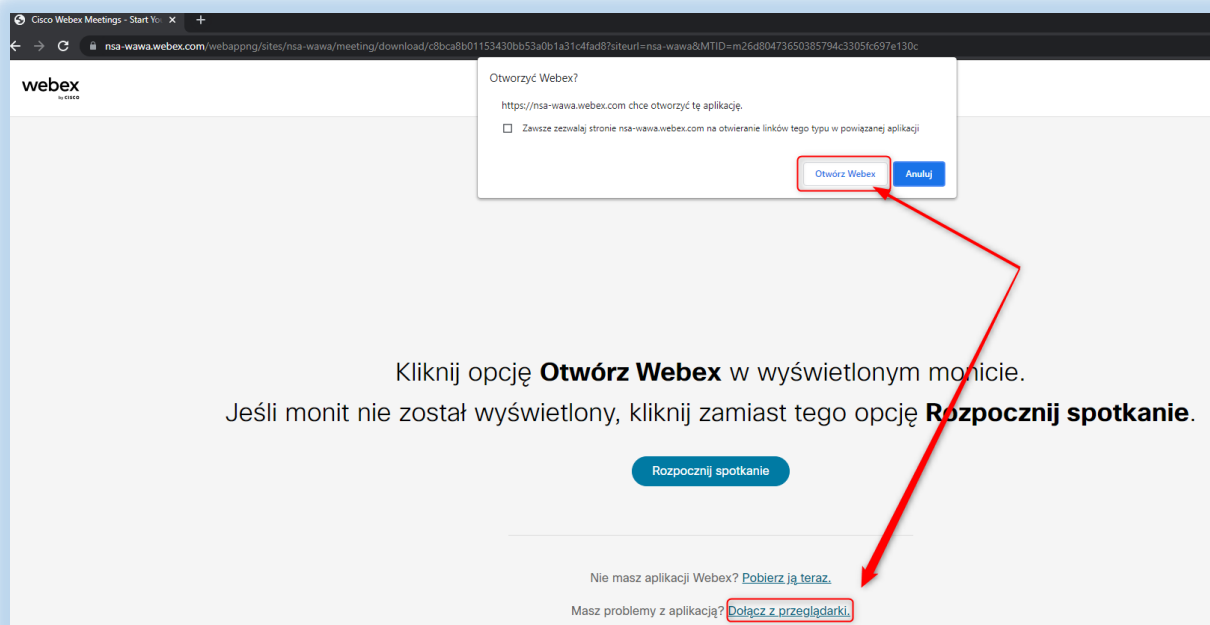 Cisco Webex Meetings - Start Yo
nsa-wawa.webex.com/webappng/sites/nsa-wawa/meeting/download/c8bca8b01153430bb53a0b1a31c4fad8?siteurl=nsa-wawa&MTID=m26d80473650385794c3305fc697e130c
webex
by CISCO
Otworzyć Webex?
https://nsa-wawa.webex.com chce otworzyć tę aplikację.
Zawsze zezwalaj stronie nsa-wawa.webex.com na otwieranie linków tego typu w powiązanej aplikacji
Otwórz Webex Anuluj
Kliknij opcję Otwórz Webex w wyświetlonym monicie.
Jeśli monit nie został wyświetlony, kliknij zamiast tego opcję Rozpocznij spotkanie.
Rozpocznij spotkanie
Nie masz aplikacji Webex? Pobierz ją teraz.
Masz problemy z aplikacją? Dołącz z przeglądarki.